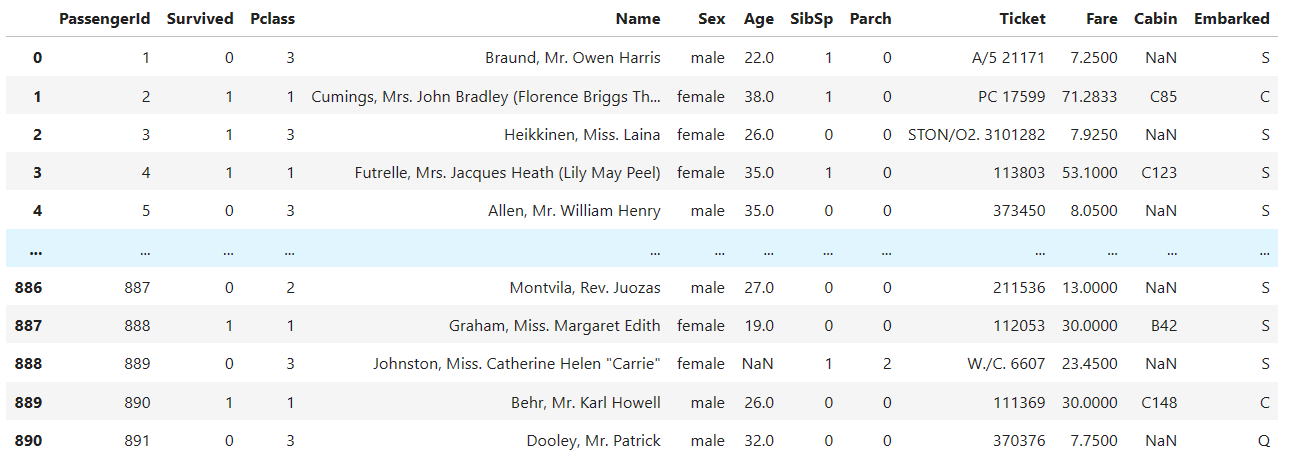 PassengerId Survived Pclass Name Sex Age SibSp Parch Ticket Fare Cabin Embarked
0 1 0 3 Braund, Mr. Owen Harris male 22.0 1 0 A/5 21171 7.2500 NaN S
1 2 1 1 Cumings, Mrs. John Bradley (Florence Briggs Th... female 38.0 1 0 PC 17599 71.2833 C85 C
2 3 1 3 Heikkinen, Miss. Laina female 26.0 0 0 STON/O2. 3101282 7.9250 NaN S
3 4 1 1 Futrelle, Mrs. Jacques Heath (Lily May Peel) female 35.0 1 0 113803 53.1000 C123 S
4 5 0 3 Allen, Mr. William Henry male 35.0 0 0 373450 8.0500 NaN S
... ... ... ... ... ... ... ... ... ... ... ... ...
886 887 0 2 Montvila, Rev. Juozas male 27.0 0 0 211536 13.0000 NaN S
887 888 1 1 Graham, Miss. Margaret Edith female 19.0 0 0 112053 30.0000 B42 S
888 889 0 3 Johnston, Miss. Catherine Helen "Carrie" female NaN 1 2 W./C. 6607 23.4500 NaN S
889 890 1 1 Behr, Mr. Karl Howell male 26.0 0 0 111369 30.0000 C148 C
890 891 0 3 Dooley, Mr. Patrick male 32.0 0 0 370376 7.7500 NaN Q